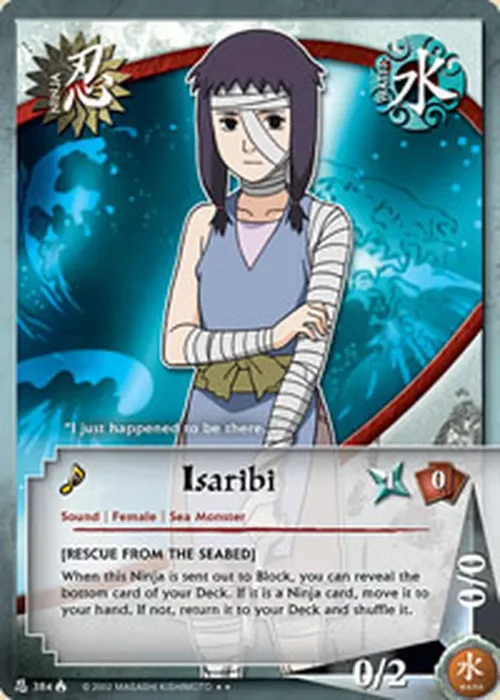 NINJA 忍
WATER 水
"I just happened to be there.
Isaribi
1 0
Sound | Female | Sea Monster
[RESCUE FROM THE SEABED]
When this Ninja is sent out to Block, you can reveal the
bottom card of your Deck. If it is a Ninja card, move it to
your hand. If not, return it to your Deck and shuffle it.
0/0
0/2
水
384 © 2002 MASASHI KISHIMOTO ★★